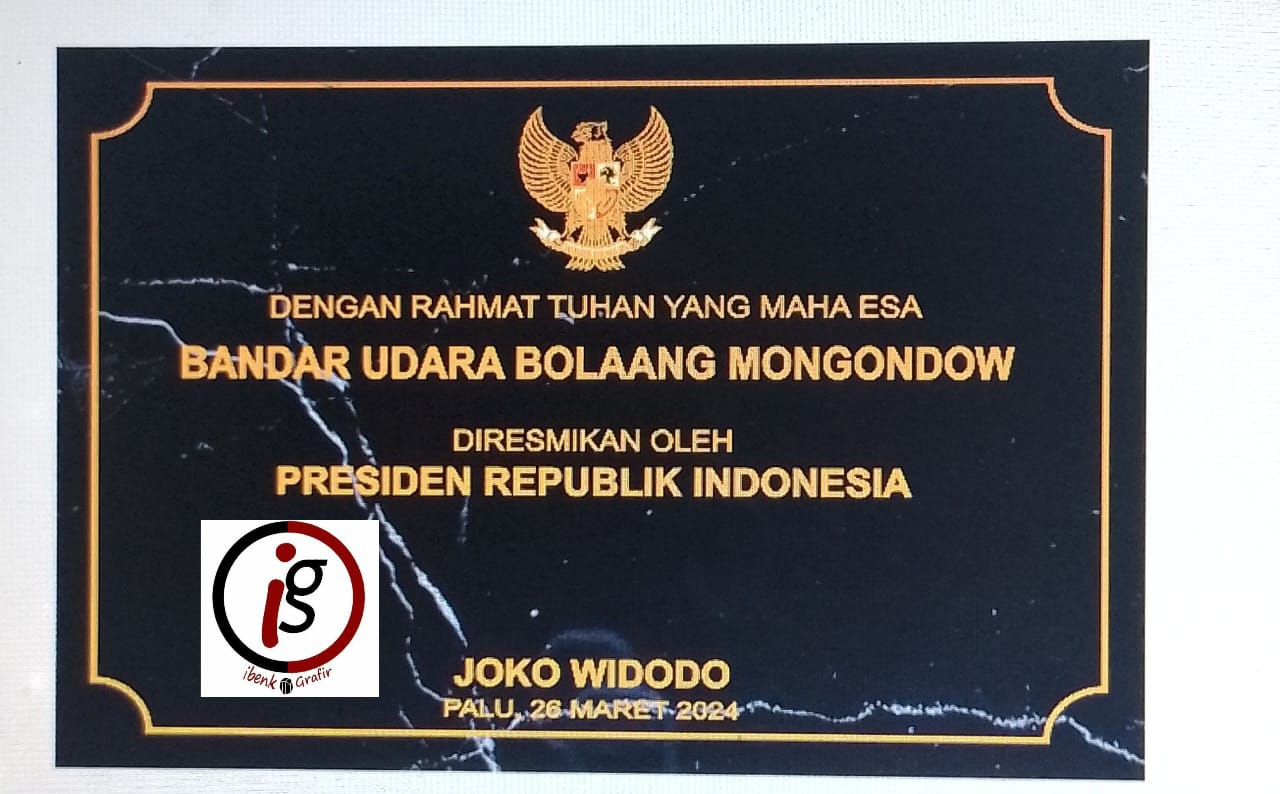 DENGAN RAHMAT TUHAN YANG MAHA ESA
BANDAR UDARA BOLAANG MONGONDOW
DIRESMIKAN OLEH
PRESIDEN REPUBLIK INDONESIA
igs
ibenk Grafir
JOKO WIDODO
PALU, 26 MARET 2024